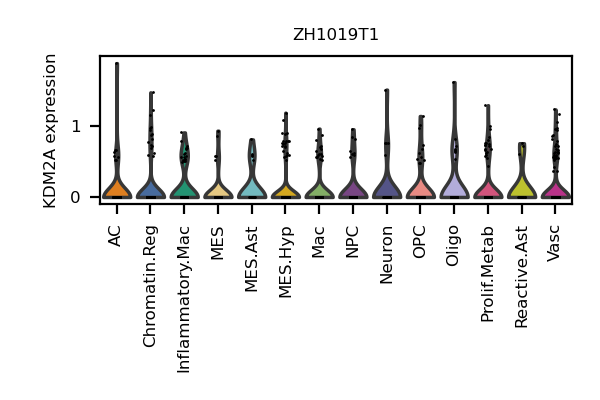 ZH1019T1
KDM2A expression
1
0
AC
Chromatin.Reg
Inflammatory.Mac
MES
MES.Ast
MES.Hyp
Mac
NPC
Neuron
OPC
Oligo
Prolif.Metab
Reactive.Ast
Vasc